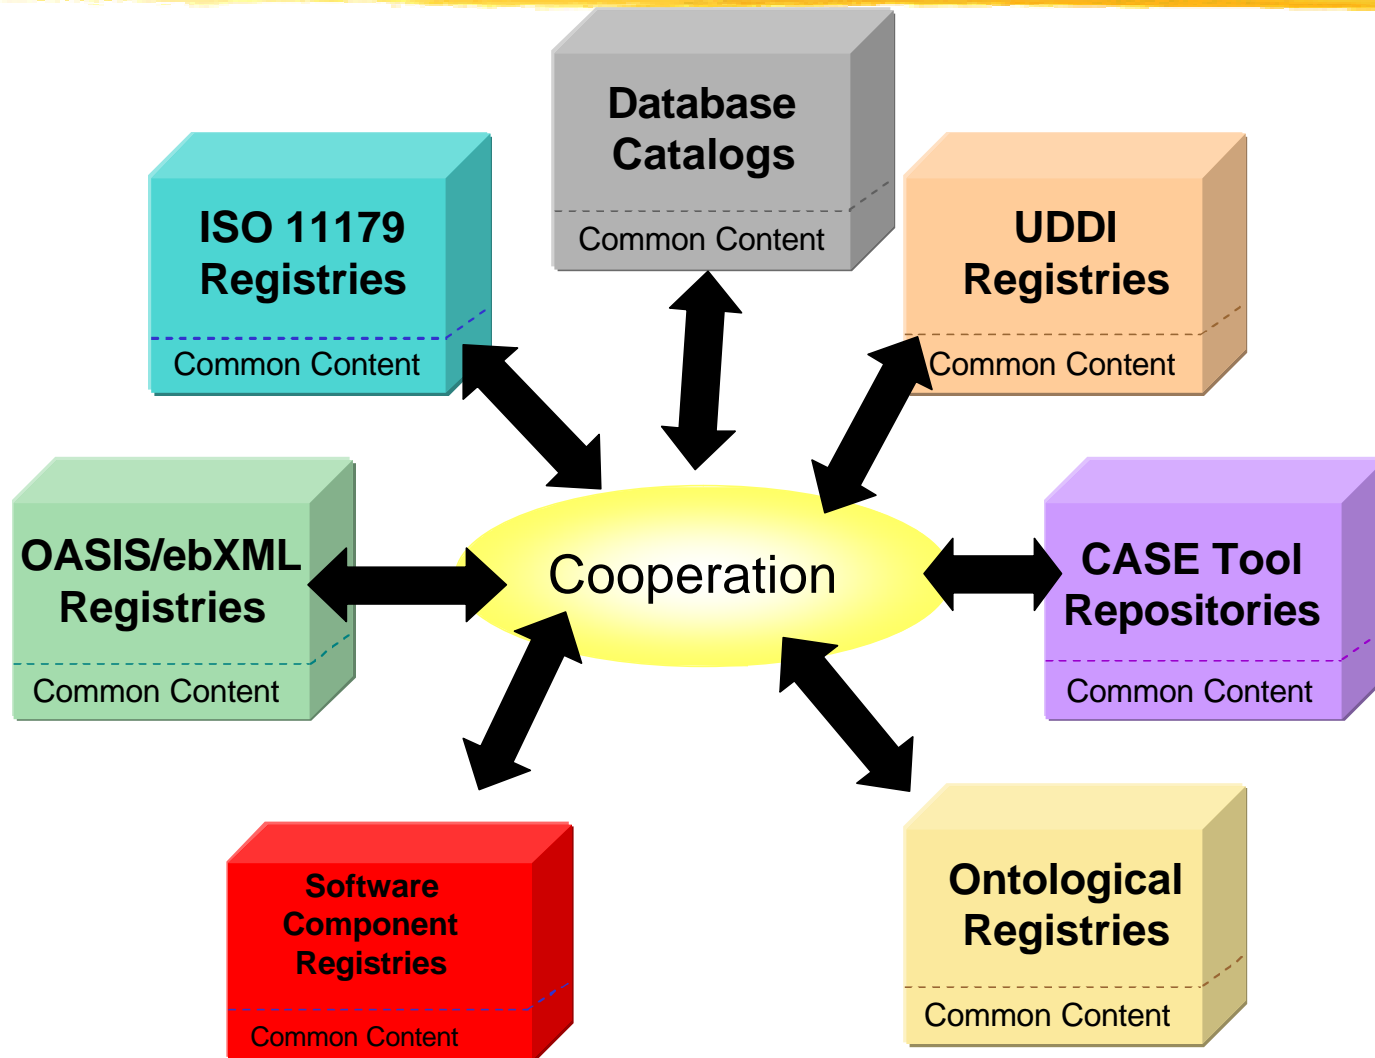 Database
Catalogs
Common Content
ISO 11179
Registries
Common Content
UDDI
Registries
Common Content
OASIS/ebXML
Registries
Common Content
Cooperation
CASE Tool
Repositories
Common Content
Software
Component
Registries
Common Content
Ontological
Registries
Common Content